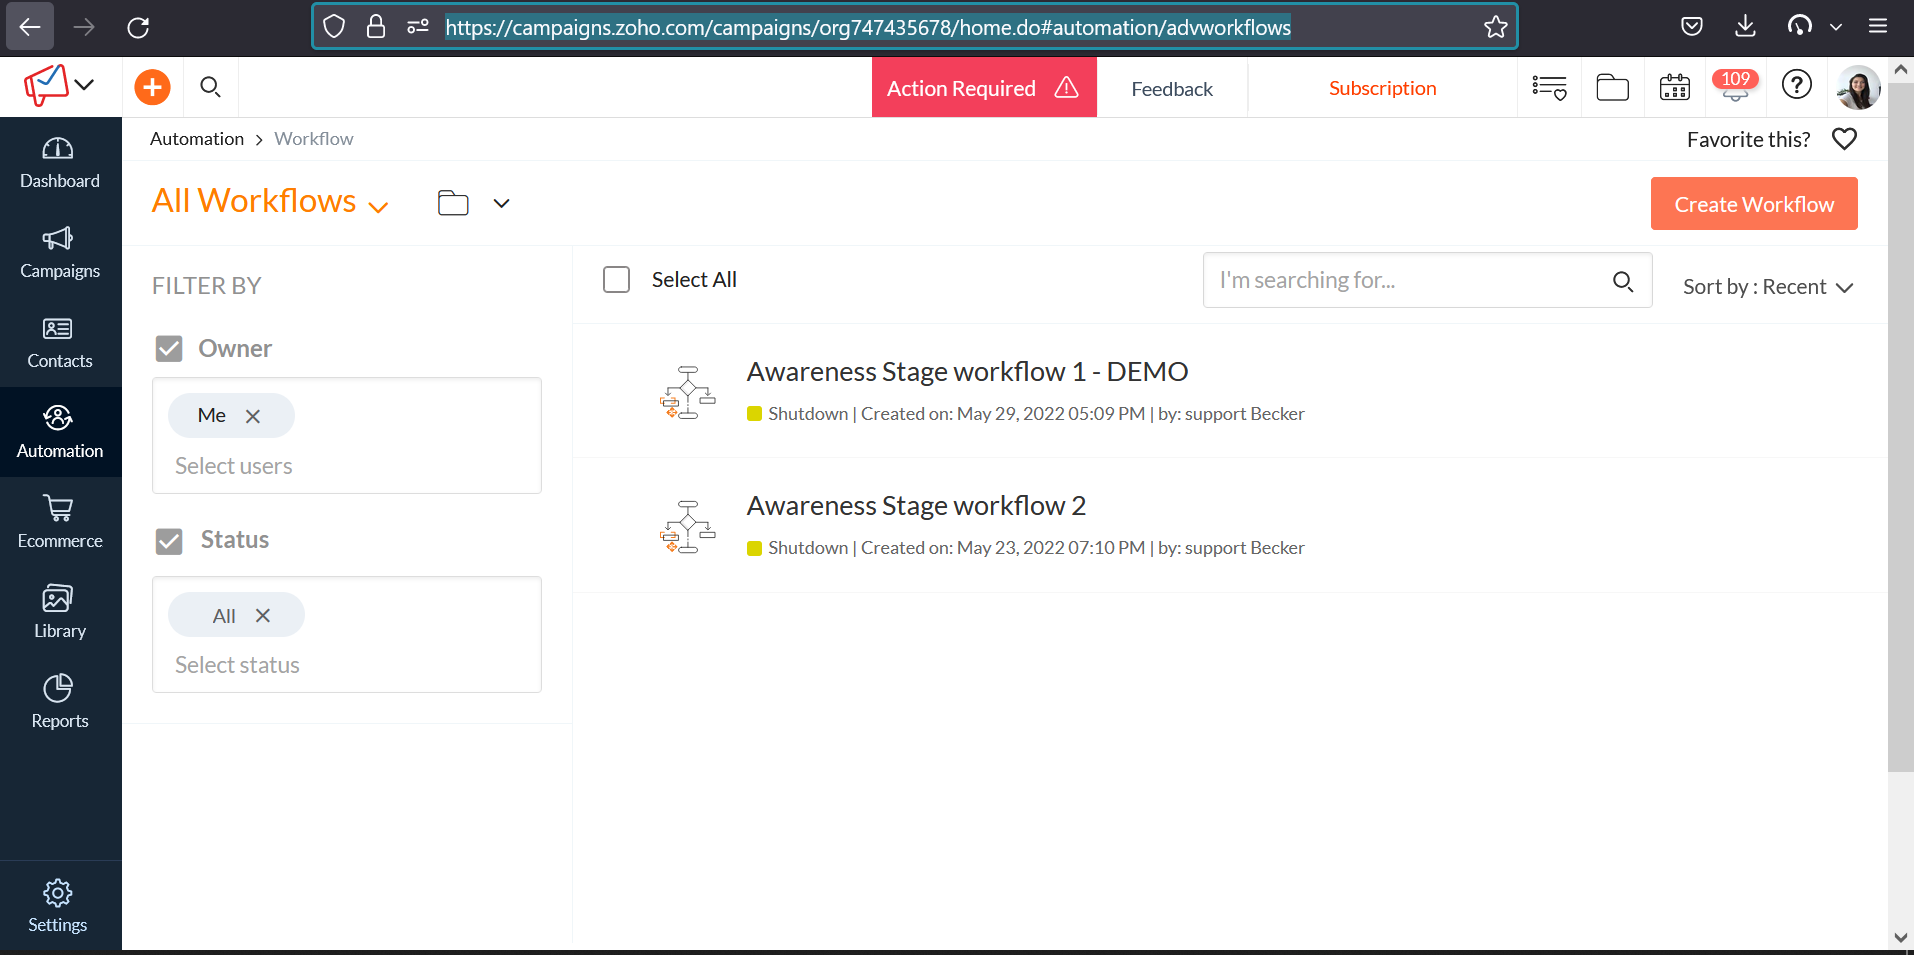 https://campaigns.zoho.com/campaigns/org747435678/home.do#automation/advworkflows
Action Required
Feedback
Subscription
109
Automation > Workflow
Favorite this?
Dashboard
Campaigns
Contacts
Automation
Ecommerce
Library
Reports
Settings
All Workflows
Create Workflow
FILTER BY
Owner
Me
Select users
Status
All
Select status
Select All
I'm searching for...
Sort by : Recent
Awareness Stage workflow 1 - DEMO
Shutdown | Created on: May 29, 2022 05:09 PM | by: support Becker
Awareness Stage workflow 2
Shutdown | Created on: May 23, 2022 07:10 PM | by: support Becker